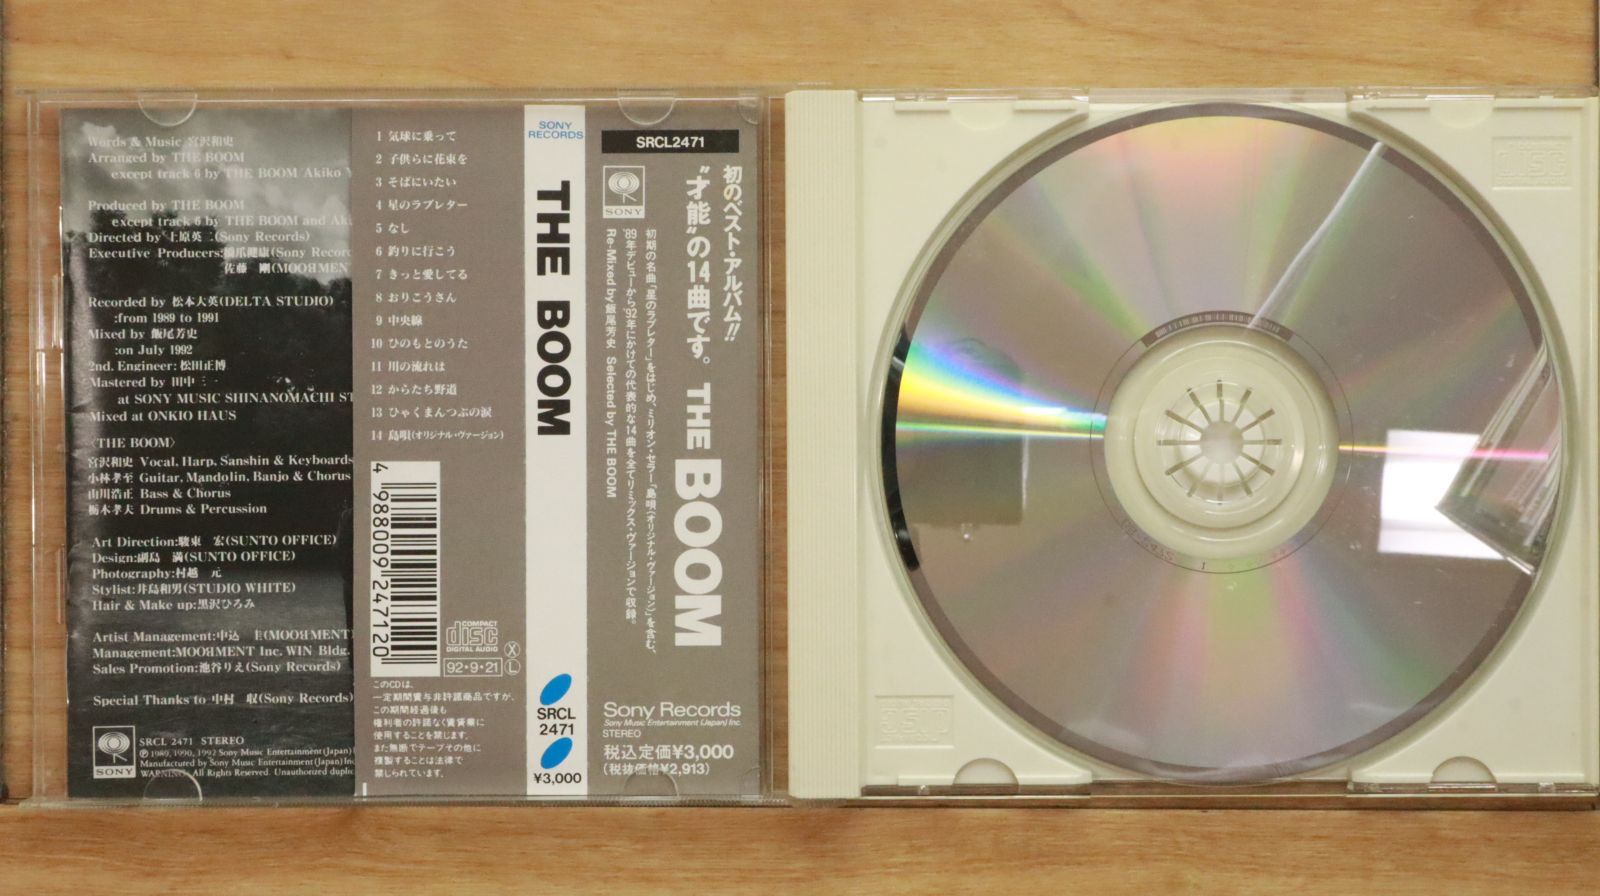 Words & Music 宮沢和史
Arranged by THE BOOM
except track 6 by THE BOOM Akiko
Produced by THE BOOM
except track 6 by THE BOOM and
Directed by 上原英二(Sony Records)
Executive Producers:橋爪健康(Sony
佐藤 剛(MOOЯMENT
Recorded by 松本大英(DELTA STUDIO)
:from 1989 to 1991
Mixed by 飯尾芳史
:on July 1992
2nd. Engineer:松田正博
Mastered by 田中三一
at SONY MUSIC SHINANOMACHI
Mixed at ONKIO HAUS
〈THE BOOM〉
宮沢和史 Vocal, Harp, Sanshin & Keyboards
小林孝至 Guitar, Mandolin, Banjo & Chorus
山川浩正 Bass & Chorus
栃木孝夫 Drums & Percussion
Art Direction:駿東 宏(SUNTO OFFICE)
Design:副島 満(SUNTO OFFICE)
Photography:村越 元
Stylist:井島和男(STUDIO WHITE)
Hair & Make up:黒沢ひろみ
Artist Management:中込 圭(MOOЯMENT)
Management:MOOЯMENT Inc. WIN Bldg.
Sales Promotion:池谷りえ(Sony Records)
Special Thanks to 中村 収(Sony Records)
SONY
SRCL 2471 STEREO
℗1989, 1990, 1992 Sony Music Entertainment(Japan)
Manufactured by Sony Music Entertainment(Japan)
WARNING: All Rights Reserved. Unauthorized
1 気球に乗って
2 子供らに花束を
3 そばにいたい
4 星のラブレター
5 なし
6 釣りに行こう
7 きっと愛してる
8 おりこうさん
9 中央線
10 ひのもとのうた
11 川の流れは
12 からたち野道
13 ひゃくまんつぶの涙
14 島唄(オリジナル・ヴァージョン)
4 988009 247120
COMPACT
disc
DIGITAL AUDIO
92・9・21
Ⓧ
Ⓛ
このCDは、
一定期間貸与非許諾商品ですが、
この期間経過後も
権利者の許諾なく賃貸業に
使用することを禁じます。
また無断でテープその他に
複製することは法律で
禁じられています。
SONY
RECORDS
THE BOOM
SRCL
2471
¥3,000
SRCL2471
SONY
初のベスト・アルバム!!
“才能”の14曲です。 THE BOOM
初期の名曲「星のラブレター」をはじめ、ミリオン・セラー「島唄(オリジナル・ヴァージョン)」を含む、
'89年デビューから'92年にかけての代表的な14曲を全てリミックス・ヴァージョンで収録。
Re-Mixed by 飯尾芳史 Selected by THE BOOM
Sony Records
Sony Music Entertainment (Japan) Inc.
STEREO
税込定価¥3,000
(税抜価格¥2,913)